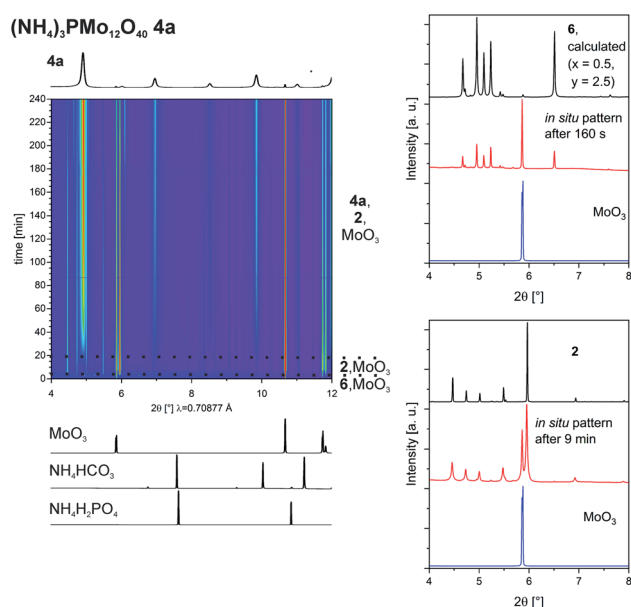 (NH₄)₃PMo₁₂O₄₀ 4a
4a
240
220
200
180
160
140
120
100
80
60
40
20
0
time [min]
4 6 8 10 12
2θ [°] λ=0.70877 Å
4a,
2,
MoO₃
2,MoO₃
6,MoO₃
MoO₃
NH₄HCO₃
NH₄H₂PO₄
6,
calculated
(x = 0.5,
y = 2.5)
in situ pattern
after 160 s
MoO₃
Intensity [a. u.]
4 5 6 7 8
2θ [°]
2
in situ pattern
after 9 min
MoO₃
Intensity [a. u.]
4 5 6 7 8
2θ [°]